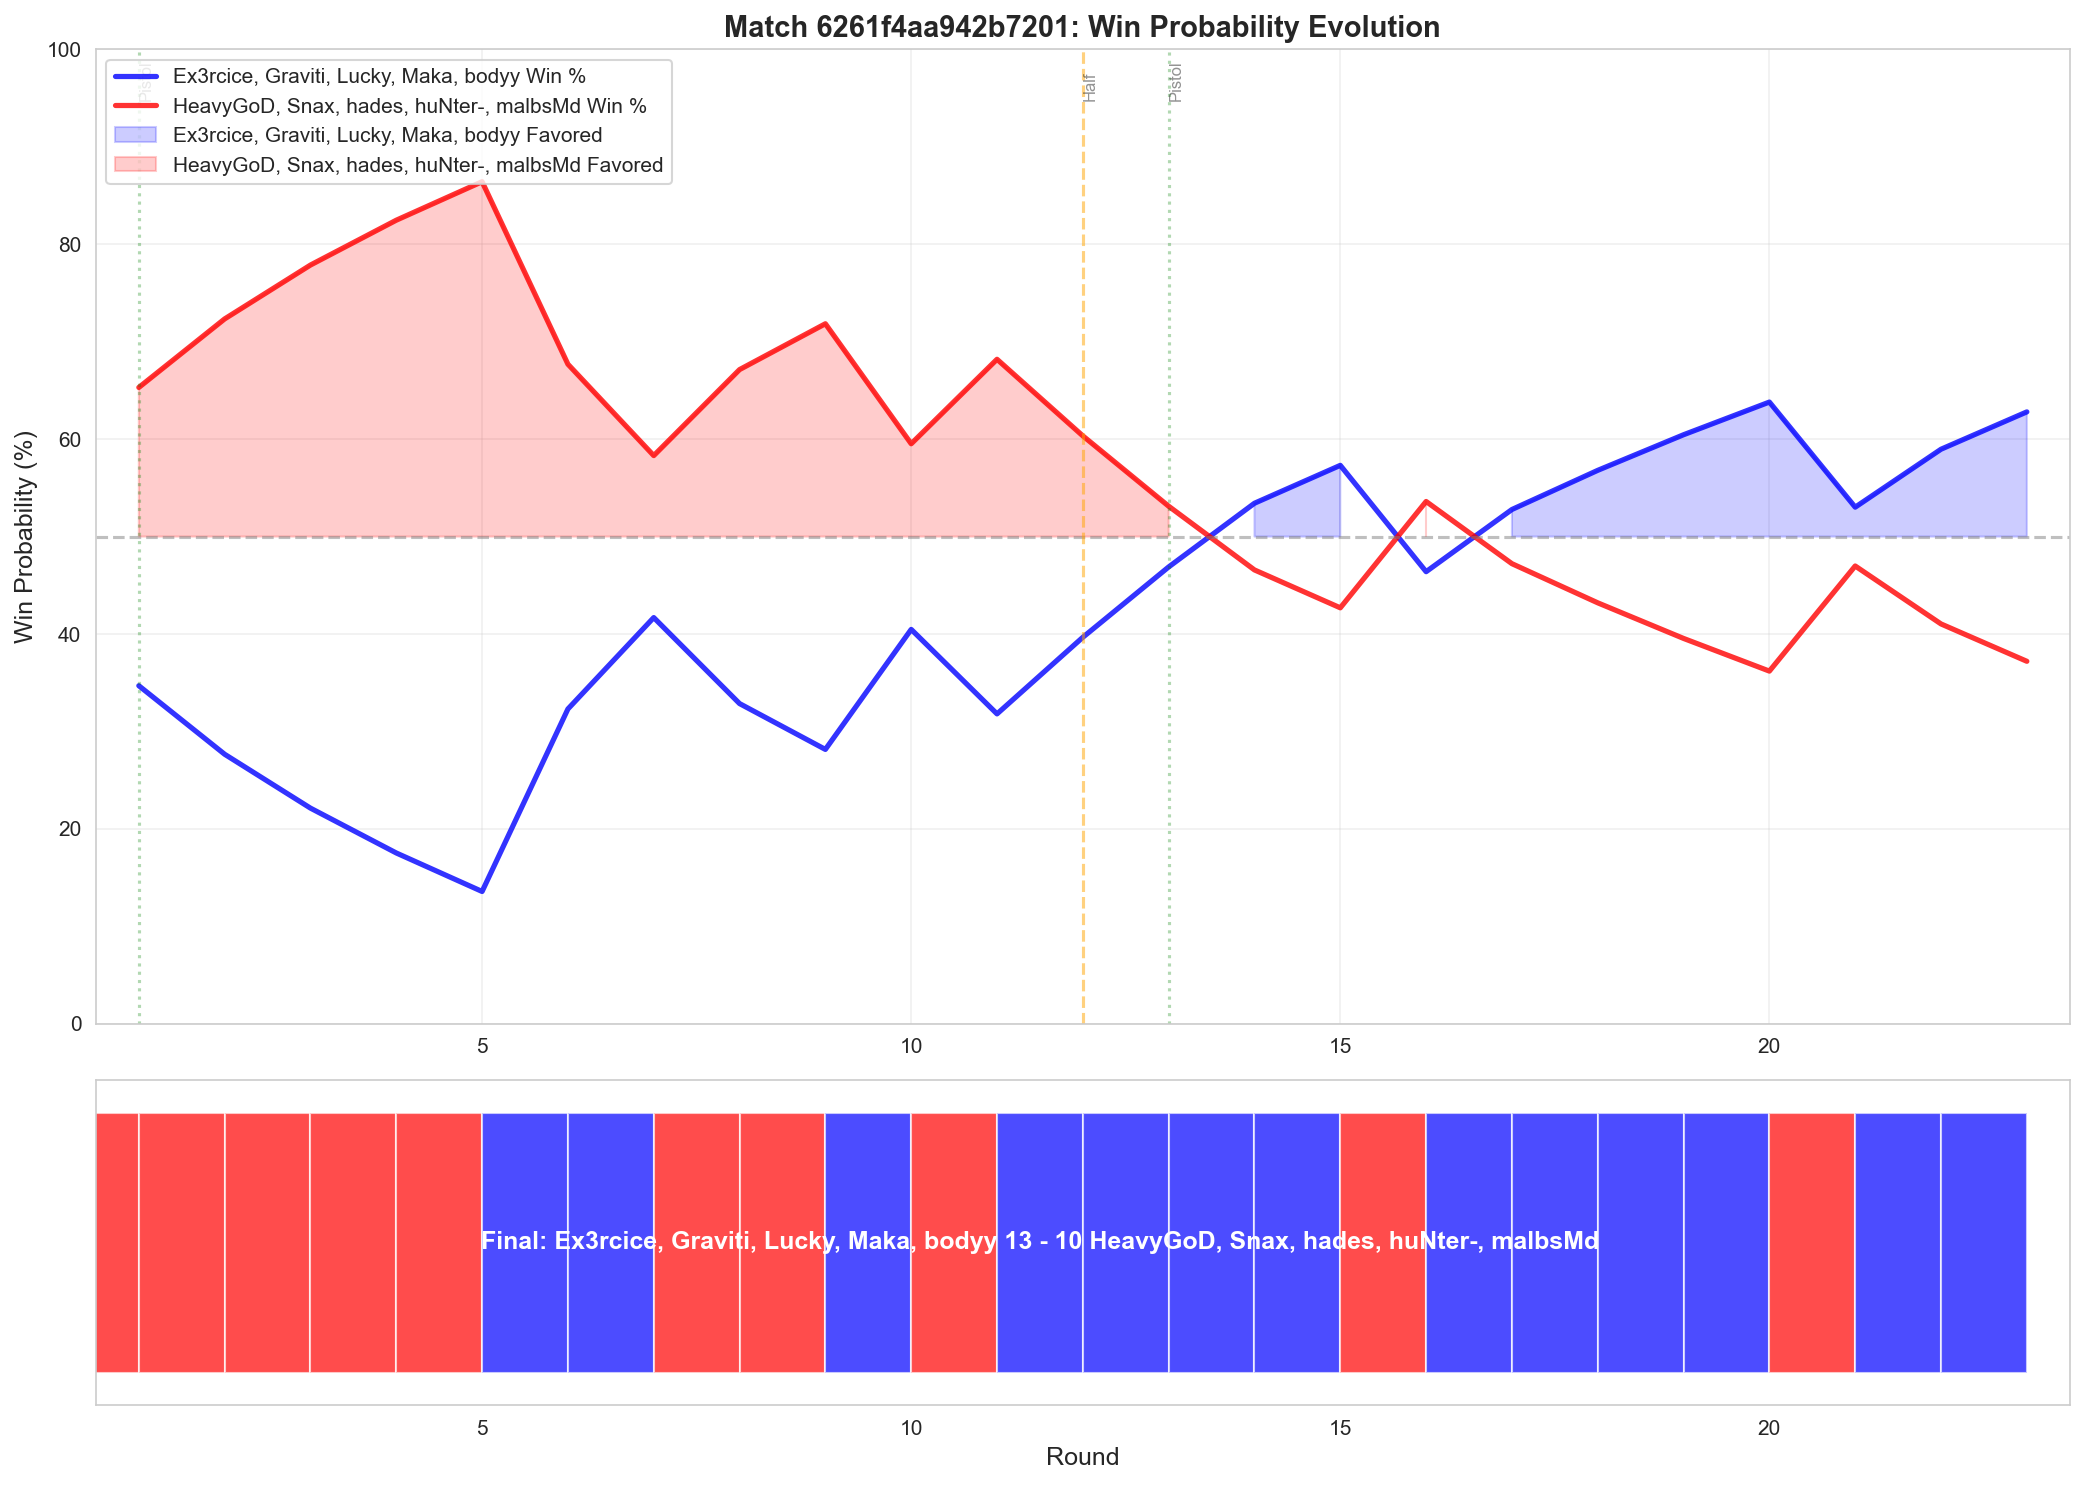 Match 6261f4aa942b7201: Win Probability Evolution
Win Probability (%)
100
80
60
40
20
0
Pistol
Half
Pistol
Ex3rcice, Graviti, Lucky, Maka, bodyy Win %
HeavyGoD, Snax, hades, huNter-, malbsMd Win %
Ex3rcice, Graviti, Lucky, Maka, bodyy Favored
HeavyGoD, Snax, hades, huNter-, malbsMd Favored
5 10 15 20
Final: Ex3rcice, Graviti, Lucky, Maka, bodyy 13 - 10 HeavyGoD, Snax, hades, huNter-, malbsMd
5 10 15 20
Round